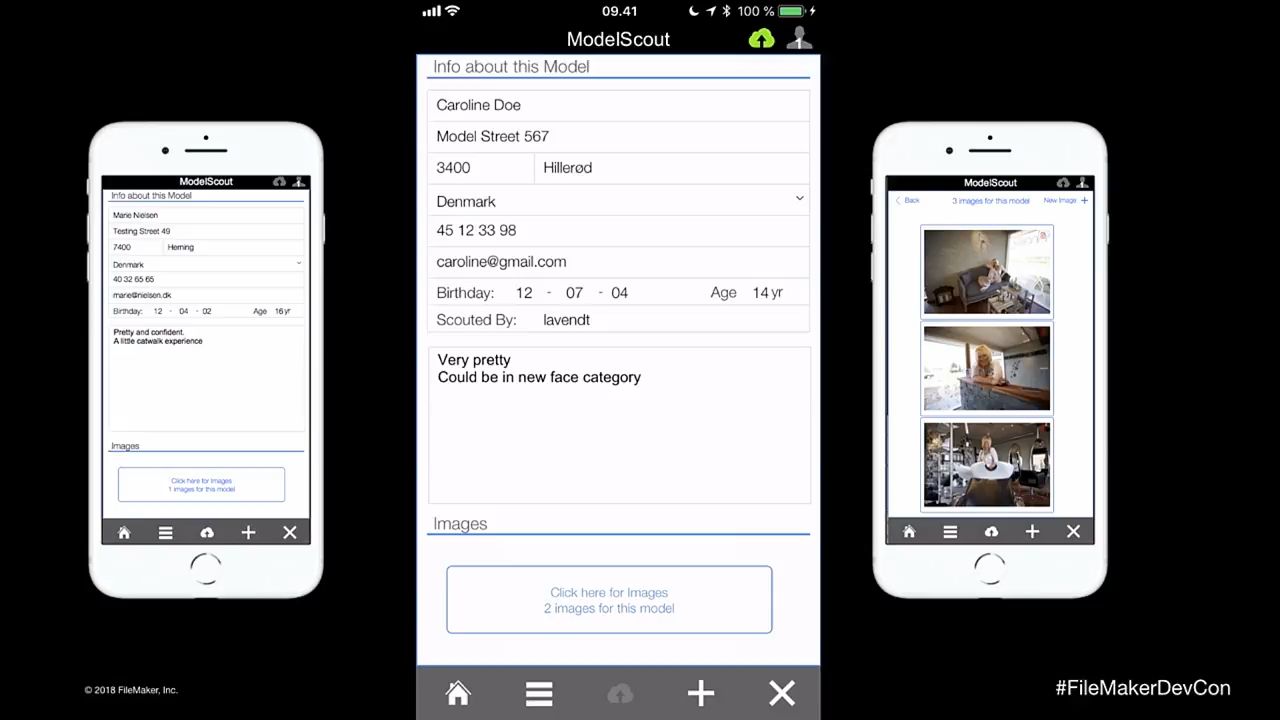 09.41
100 %
ModelScout
Info about this Model
Caroline Doe
Model Street 567
3400 Hillerød
Denmark
45 12 33 98
caroline@gmail.com
Birthday: 12 - 07 - 04 Age 14 yr
Scouted By: lavendt
Very pretty
Could be in new face category
Images
Click here for Images
2 images for this model
ModelScout
Info about this Model
Marie Nielsen
Testing Street 49
7400 Herning
Denmark
40 32 65 65
marie@nielsen.dk
Birthday: 12 - 04 - 02 Age 16 yr
Pretty and confident.
A little catwalk experience
Images
Click here for Images
1 images for this model
ModelScout
Back 3 images for this model New Image
© 2018 FileMaker, Inc.
#FileMakerDevCon